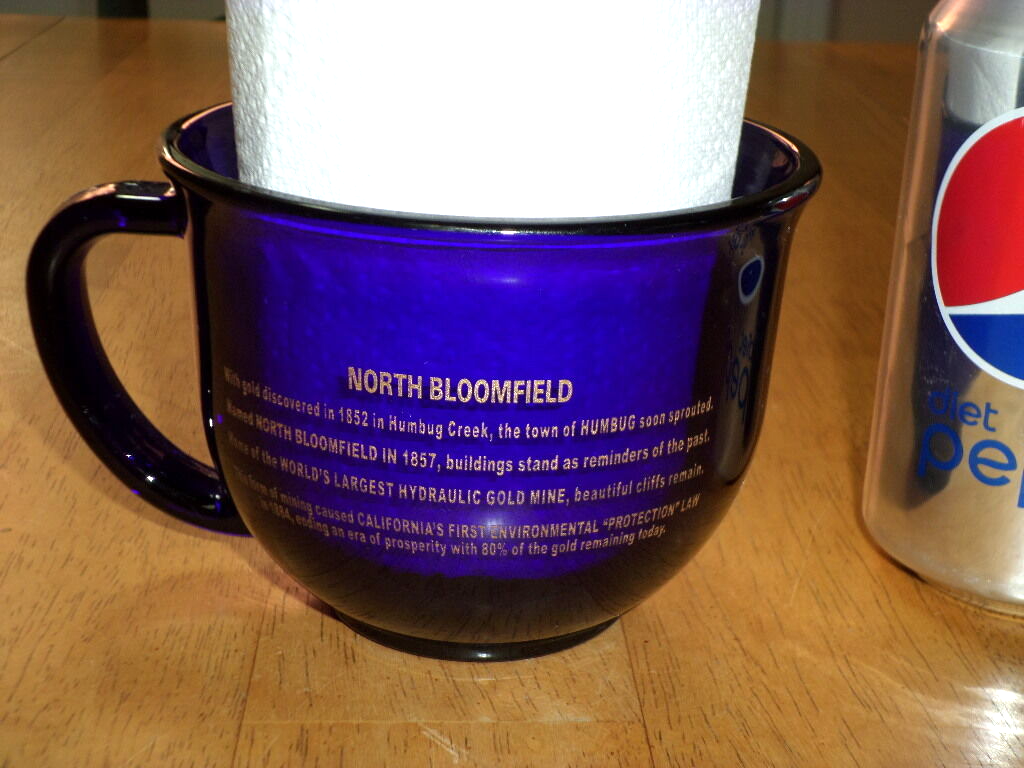 NORTH BLOOMFIELD
With gold discovered in 1852 in Humbug Creek, the town of HUMBUG soon sprouted.
Named NORTH BLOOMFIELD IN 1857, buildings stand as reminders of the past.
Home of the WORLD'S LARGEST HYDRAULIC GOLD MINE, beautiful cliffs remain.
This form of mining caused CALIFORNIA'S FIRST ENVIRONMENTAL "PROTECTION" LAW
in 1884, ending an era of prosperity with 80% of the gold remaining today.
diet
pe